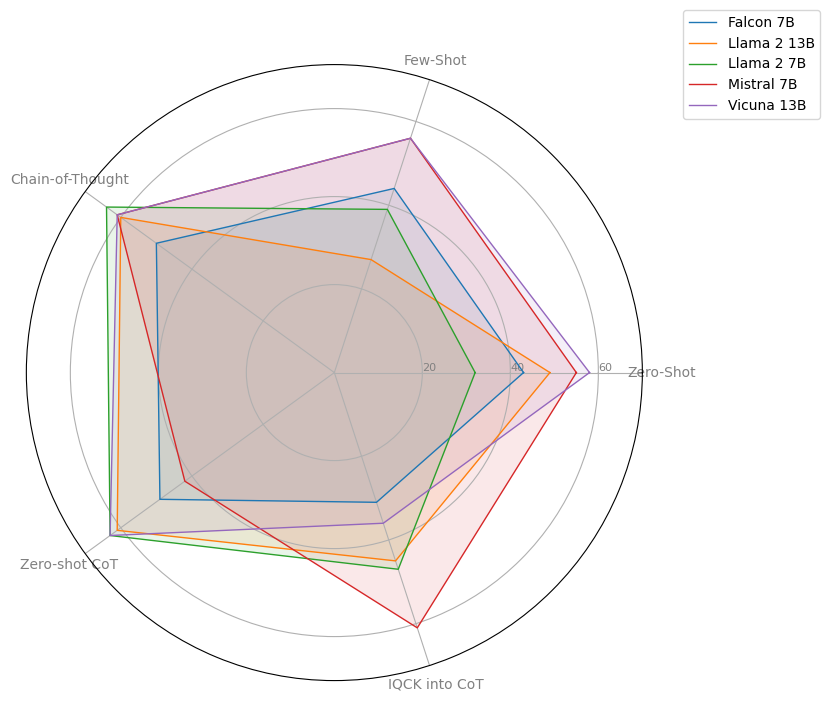 Falcon 7B
Llama 2 13B
Llama 2 7B
Mistral 7B
Vicuna 13B
Few-Shot
Chain-of-Thought
20
40
60
Zero-Shot
Zero-shot CoT
IQCK into CoT